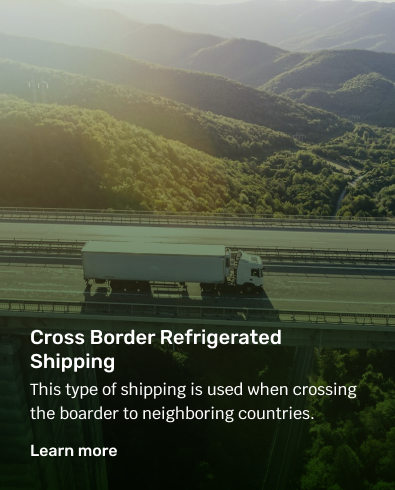 Cross Border Refrigerated
Shipping
This type of shipping is used when crossing
the boarder to neighboring countries.
Learn more